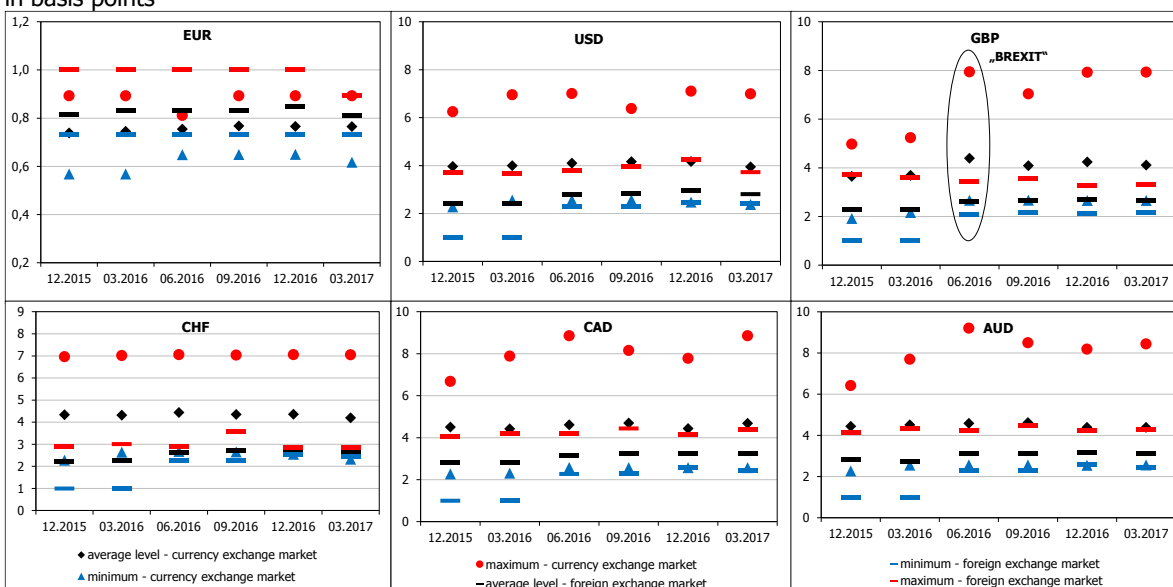 in basis points
EUR
1,2
1,0
0,8
0,6
0,4
0,2
12.2015 03.2016 06.2016 09.2016 12.2016 03.2017
USD
10
8
6
4
2
0
12.2015 03.2016 06.2016 09.2016 12.2016 03.2017
GBP
„BREXIT“
10
8
6
4
2
0
12.2015 03.2016 06.2016 09.2016 12.2016 03.2017
CHF
9
8
7
6
5
4
3
2
1
0
12.2015 03.2016 06.2016 09.2016 12.2016 03.2017
CAD
10
8
6
4
2
0
12.2015 03.2016 06.2016 09.2016 12.2016 03.2017
AUD
10
8
6
4
2
0
12.2015 03.2016 06.2016 09.2016 12.2016 03.2017
average level - currency exchange market
minimum - currency exchange market
maximum - currency exchange market
average level - foreign exchange market
minimum - foreign exchange market
maximum - foreign exchange market